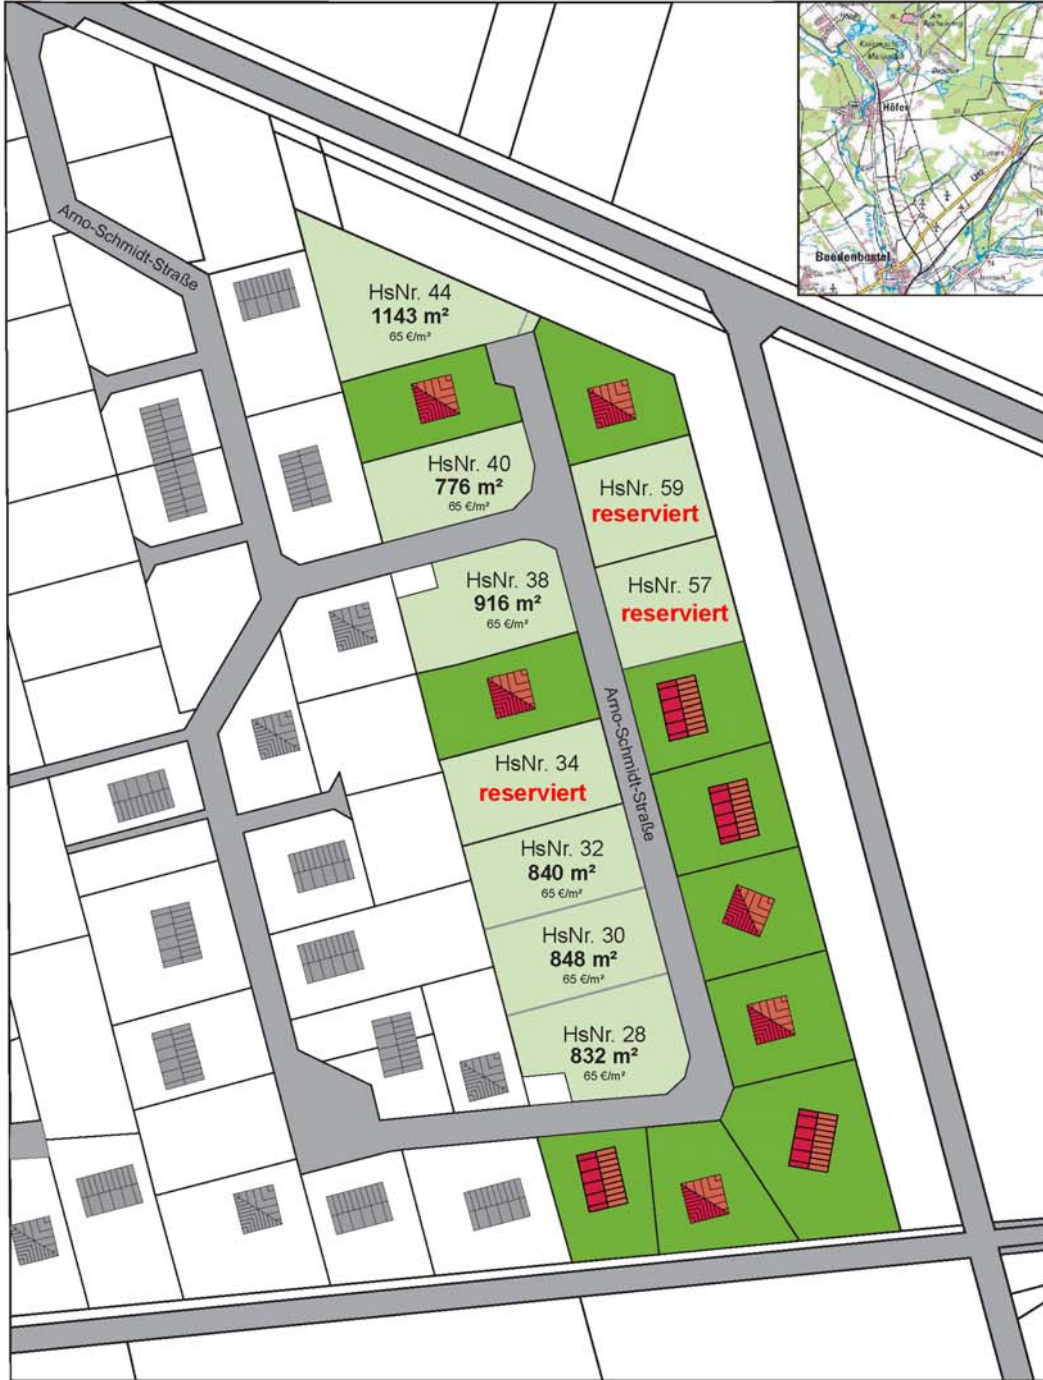 Höfer
Beedenbostel
Arno-Schmidt-Straße
HsNr. 44
1143 m²
65 €/m²
HsNr. 40
776 m²
65 €/m²
HsNr. 59
reserviert
HsNr. 38
916 m²
65 €/m²
HsNr. 57
reserviert
Arno-Schmidt-Straße
HsNr. 34
reserviert
HsNr. 32
840 m²
65 €/m²
HsNr. 30
848 m²
65 €/m²
HsNr. 28
832 m²
65 €/m²